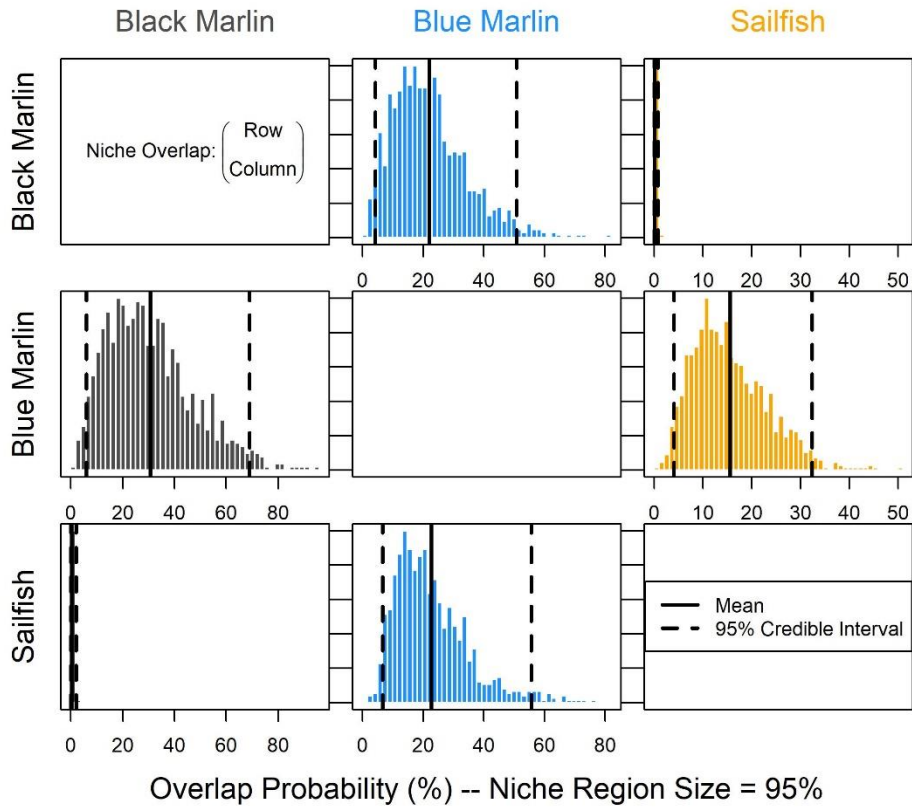 Black Marlin Blue Marlin Sailfish
Black Marlin
Niche Overlap: (Row Column)
0 20 40 60 80
0 10 20 30 40 50
Blue Marlin
0 20 40 60 80
0 10 20 30 40 50
Sailfish
Mean
95% Credible Interval
0 20 40 60 80
0 20 40 60 80
Overlap Probability (%) -- Niche Region Size = 95%